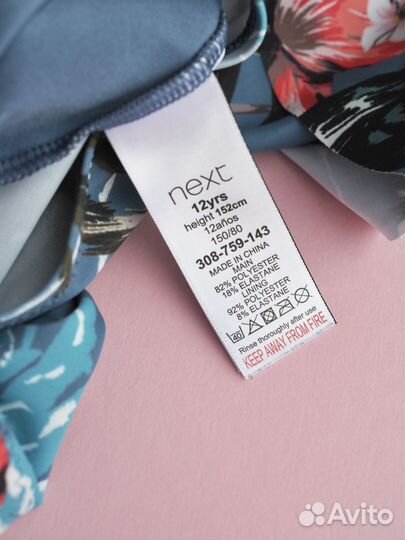 next
12yrs
height 152cm
12años
150/80
308-759-143
MADE IN CHINA
MAIN
82% POLYESTER
18% ELASTANE
LINING
92% POLYESTER
8% ELASTANE
40
Rinse thoroughly after use
KEEP AWAY FROM FIRE
Avito